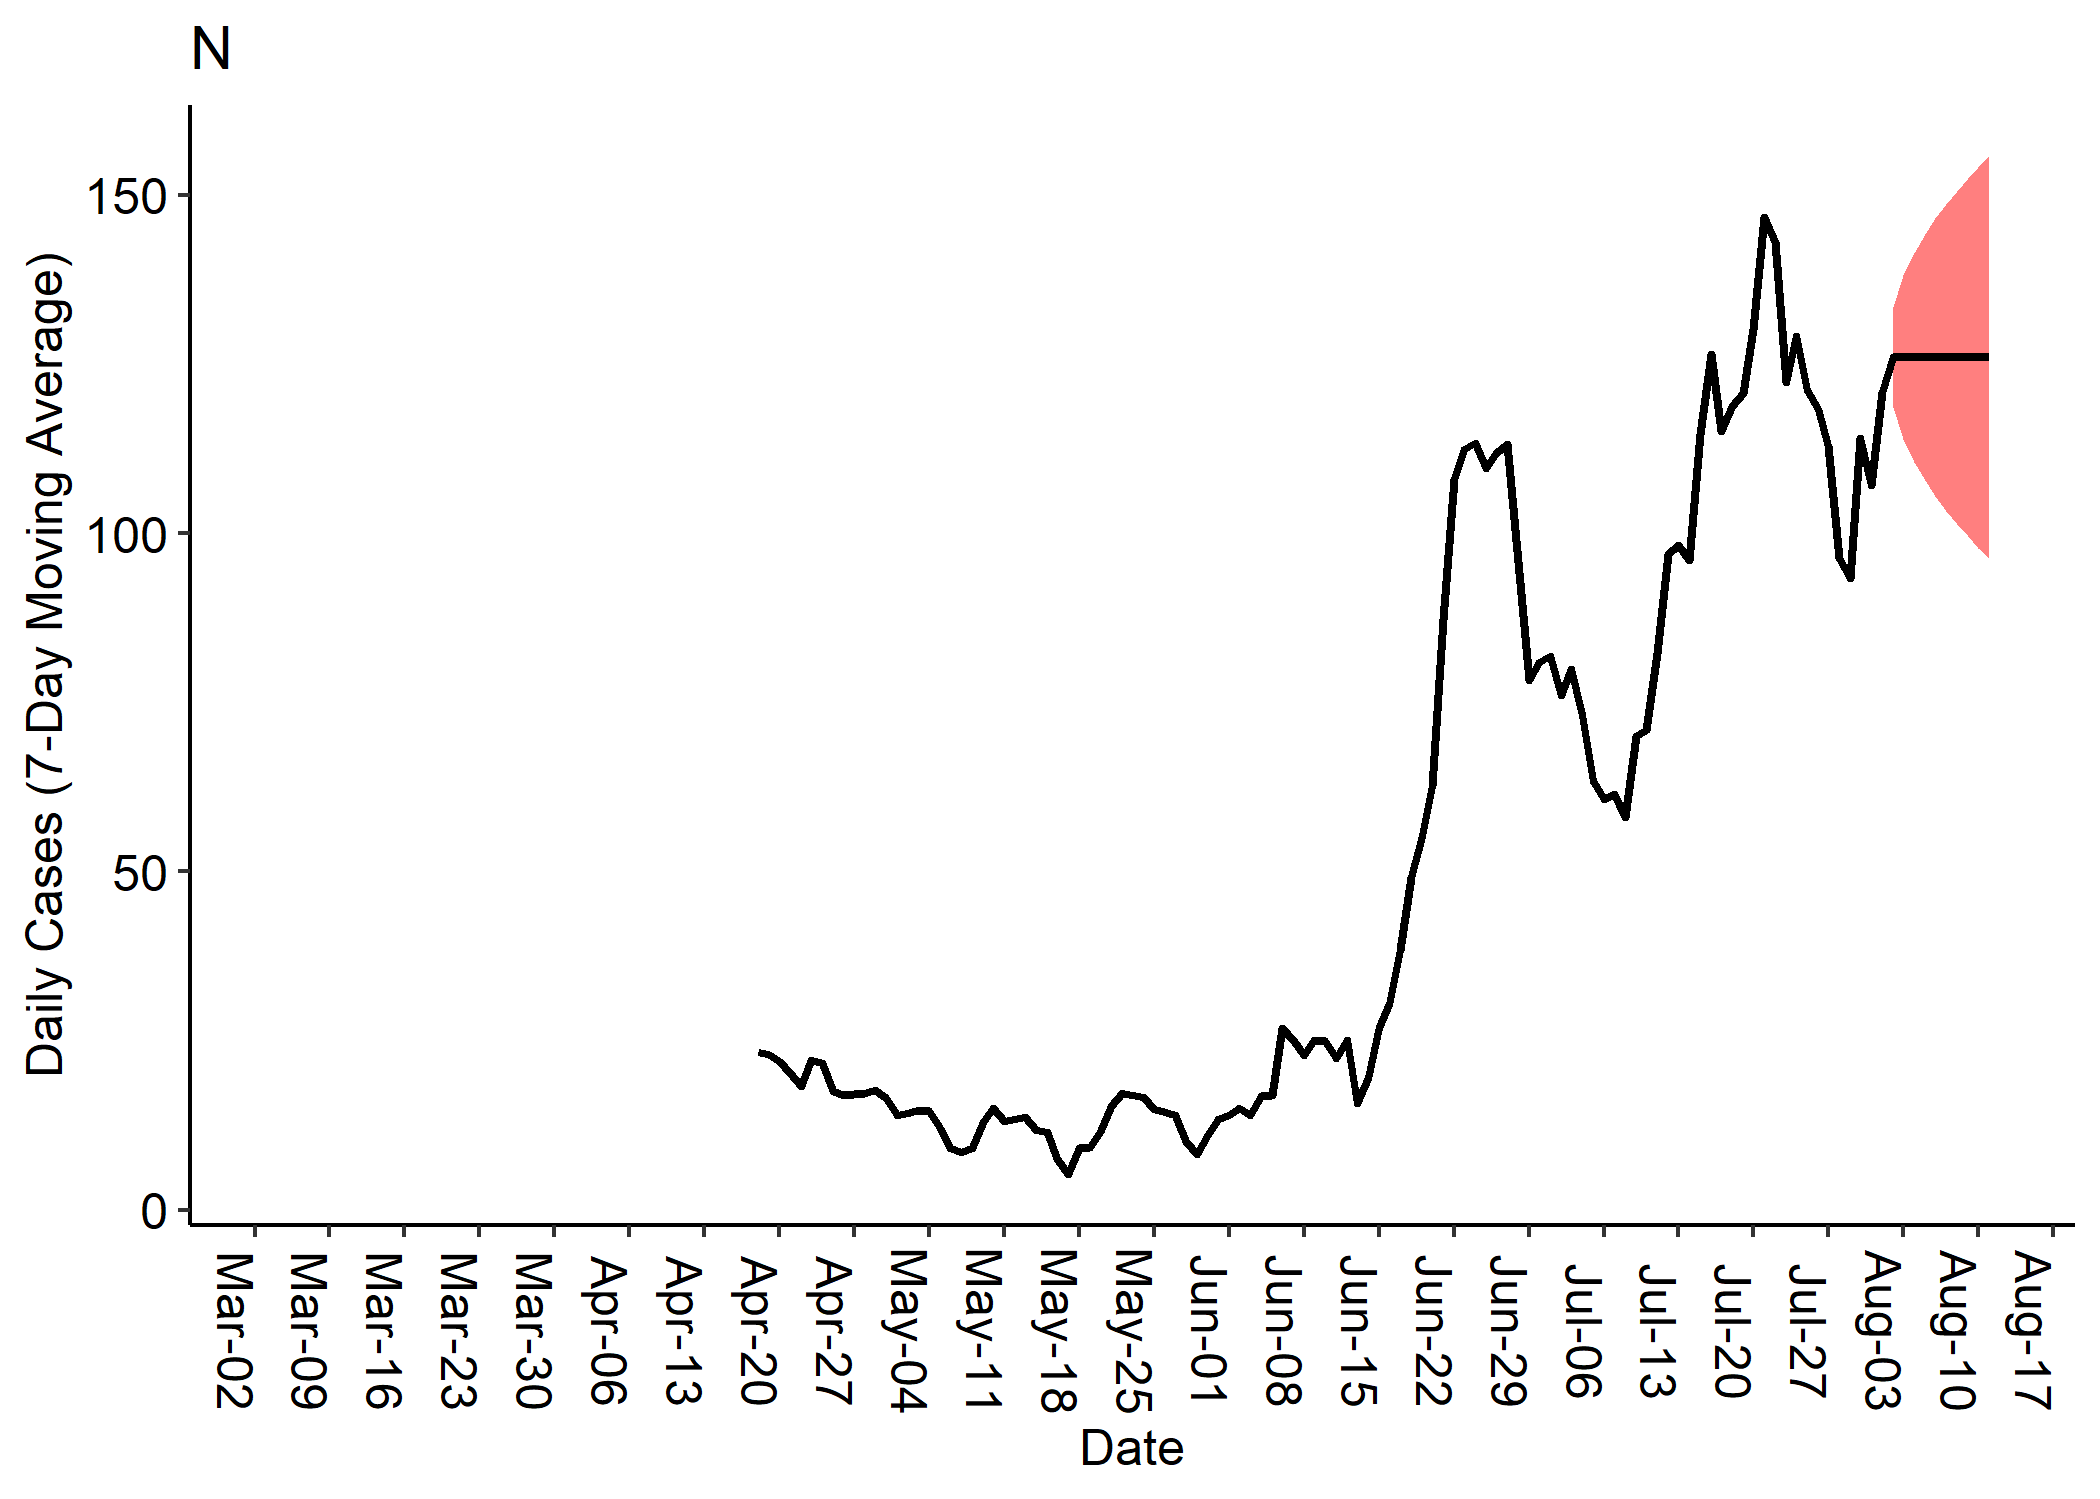 N
Daily Cases (7-Day Moving Average)
150
100
50
0
Mar-02
Mar-09
Mar-16
Mar-23
Mar-30
Apr-06
Apr-13
Apr-20
Apr-27
May-04
May-11
May-18
May-25
Jun-01
Jun-08
Jun-15
Jun-22
Jun-29
Jul-06
Jul-13
Jul-20
Jul-27
Aug-03
Aug-10
Aug-17
Date